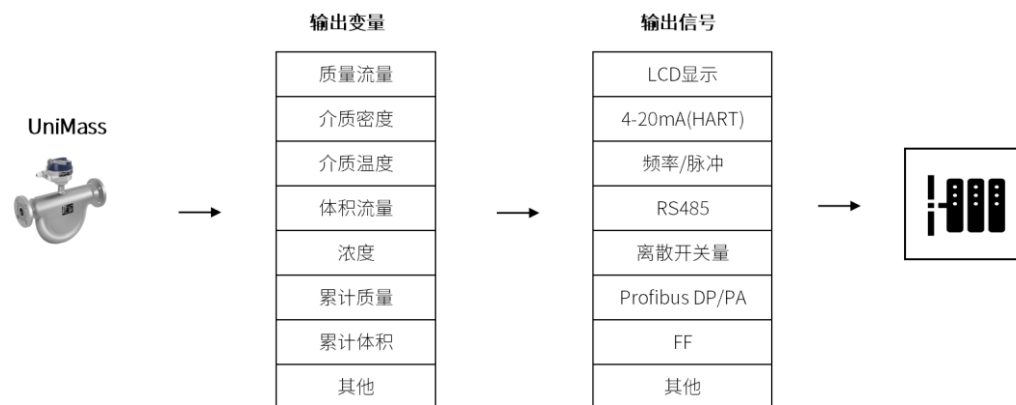 输出变量
输出信号
UniMass
质量流量
介质密度
介质温度
体积流量
浓度
累计质量
累计体积
其他
LCD显示
4-20mA(HART)
频率/脉冲
RS485
离散开关量
Profibus DP/PA
FF
其他